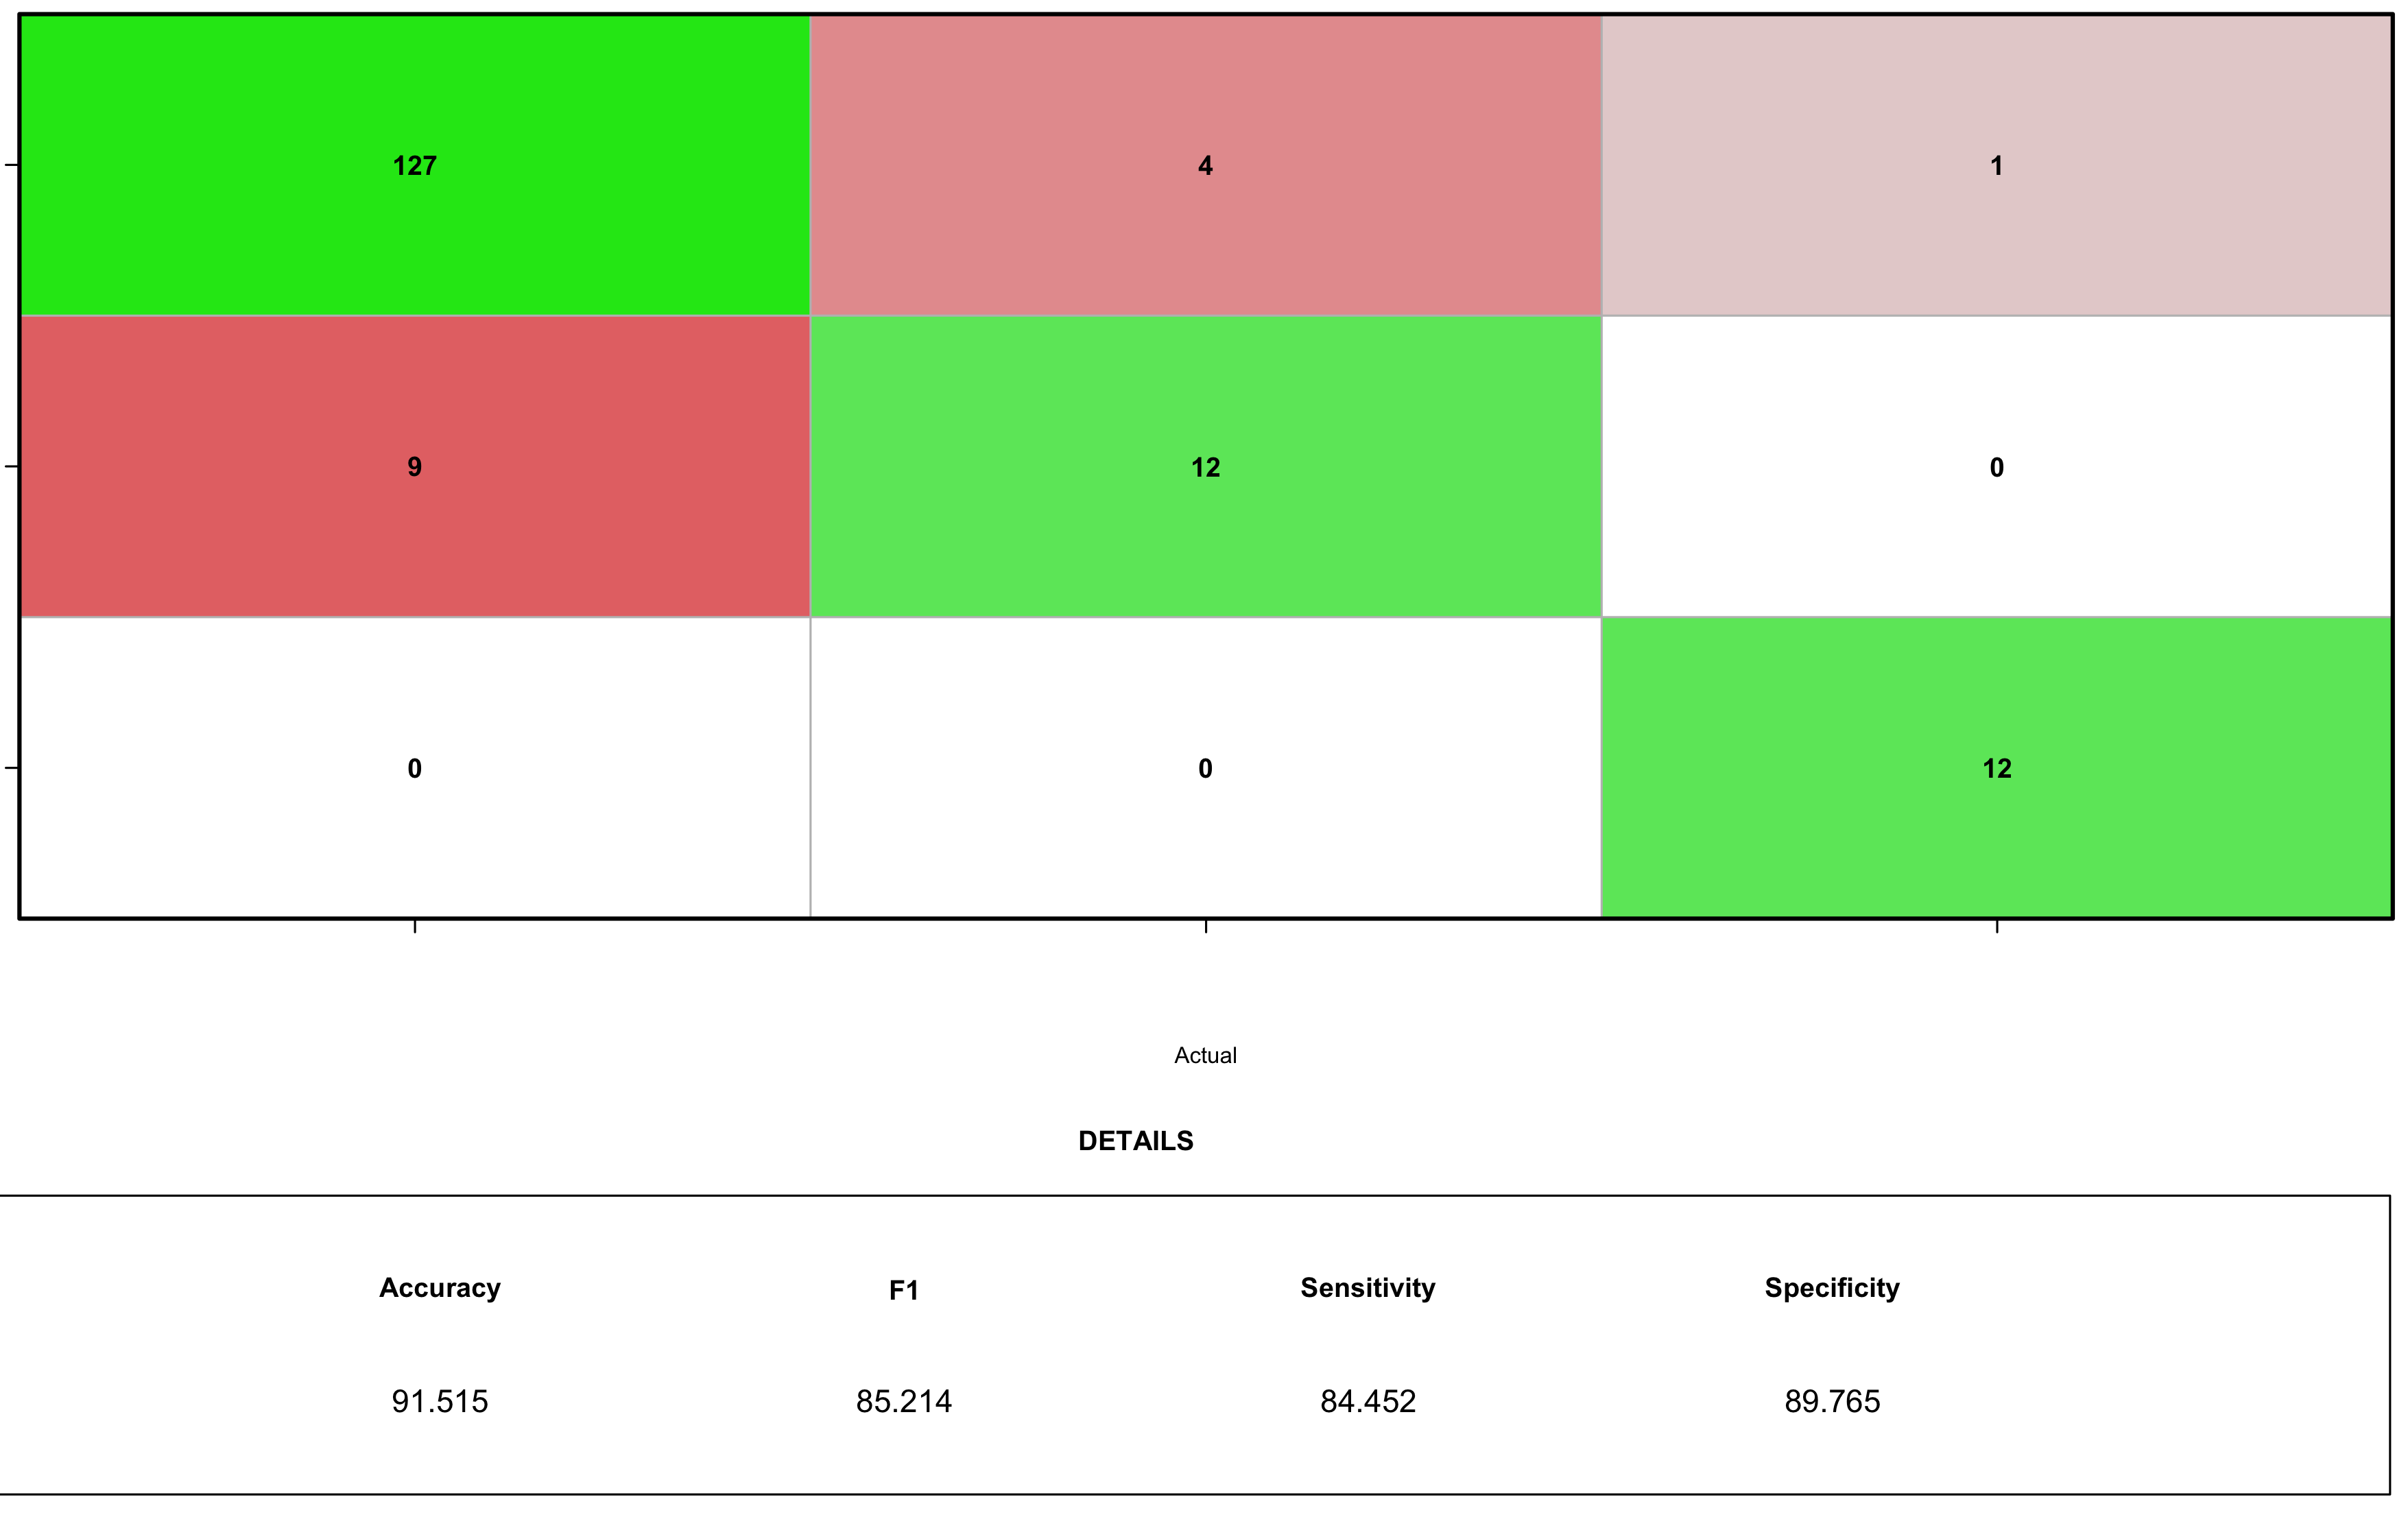 127 4 1
9 12 0
0 0 12
Actual
DETAILS
Accuracy F1 Sensitivity Specificity
91.515 85.214 84.452 89.765